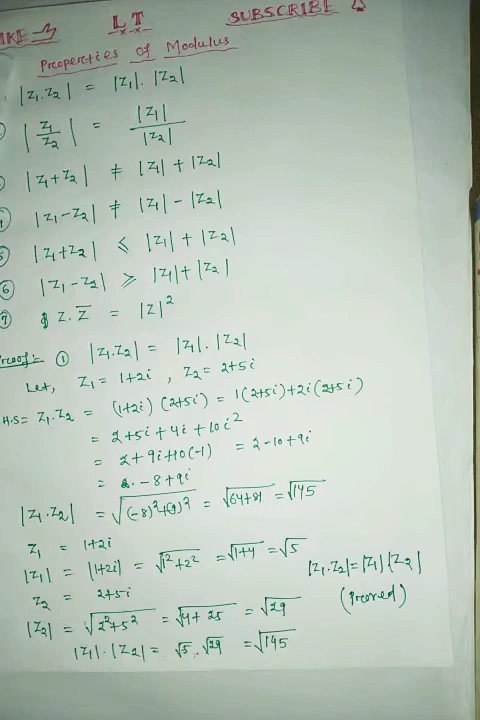 LT
SUBSCRIBE
Preoperties of Modulus
|Z₁.Z₂| = |Z₁|.|Z₂|
|Z₁/Z₂| = |Z₁|/|Z₂|
|Z₁+Z₂| ≠ |Z₁|+|Z₂|
④ |Z₁-Z₂| ≠ |Z₁|-|Z₂|
⑤ |Z₁+Z₂| ⩽ |Z₁|+|Z₂|
⑥ |Z₁-Z₂| ⩾ |Z₁|+|Z₂|
⑦ Z.Z̅ = |Z|²
Preoof:- ① |Z₁.Z₂| = |Z₁|.|Z₂|
Let, Z₁ = 1+2i, Z₂ = 2+5i
H.S = Z₁.Z₂ = (1+2i)(2+5i) = 1(2+5i)+2i(2+5i)
= 2+5i+4i+10i²
= 2+9i+10(-1) = 2-10+9i
= -8+9i
|Z₁.Z₂| = √(-8)²+(9)² = √64+81 = √145
Z₁ = 1+2i
|Z₁| = |1+2i| = √1²+2² = √1+4 = √5
Z₂ = 2+5i
|Z₂| = √2²+5² = √4+25 = √29
|Z₁|.|Z₂| = √5.√29 = √145
|Z₁.Z₂|=|Z₁||Z₂|
(Preoved)